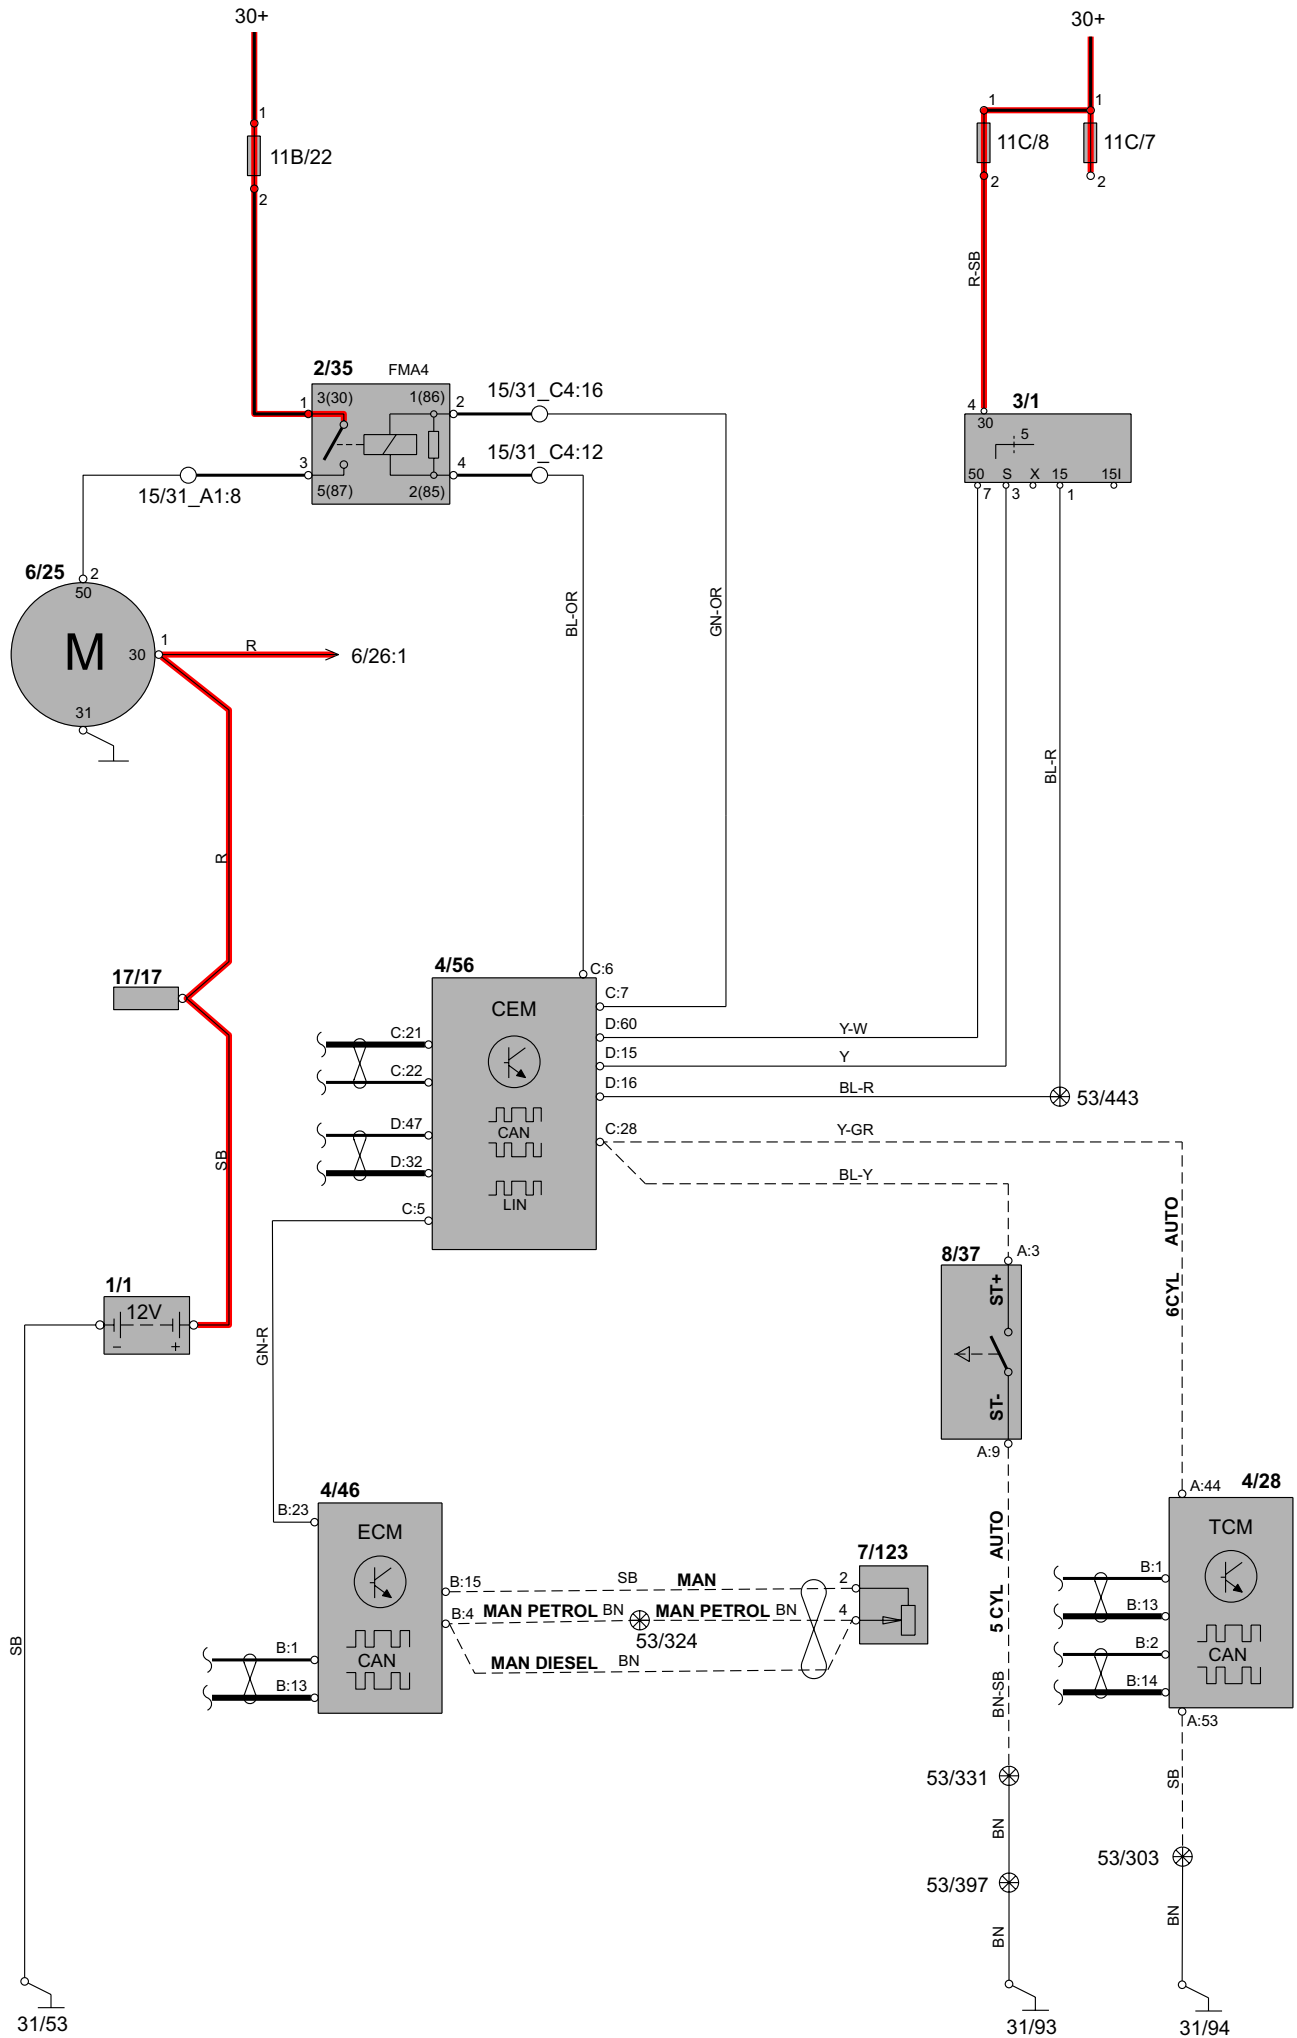 30+
30+
1
11B/22
2
1
1
11C/8
11C/7
2
2
R-SB
2/35
FMA4
1
3(30)
1(86)
2
15/31_C4:16
3
5(87)
2(85)
4
15/31_C4:12
15/31_A1:8
4
3/1
30
5
50
S
X
15
15I
7
3
1
6/25
2
50
M
1
30
31
R
6/26:1
BL-OR
GN-OR
BL-R
R
17/17
SB
4/56
C:6
CEM
C:7
D:60
Y-W
C:21
D:15
Y
C:22
D:16
BL-R
53/443
D:47
CAN
C:28
Y-GR
D:32
BL-Y
LIN
C:5
1/1
12V
−
+
GN-R
8/37
A:3
ST+
ST-
A:9
6CYL AUTO
5 CYL AUTO
4/46
B:23
ECM
B:15
SB
MAN
2
7/123
B:4
MAN PETROL
BN
MAN PETROL
BN
4
53/324
B:1
CAN
MAN DIESEL
BN
B:13
A:44
4/28
TCM
B:1
B:13
B:2
CAN
B:14
A:53
SB
BN-SB
SB
53/331
BN
53/303
53/397
BN
BN
31/53
31/93
31/94